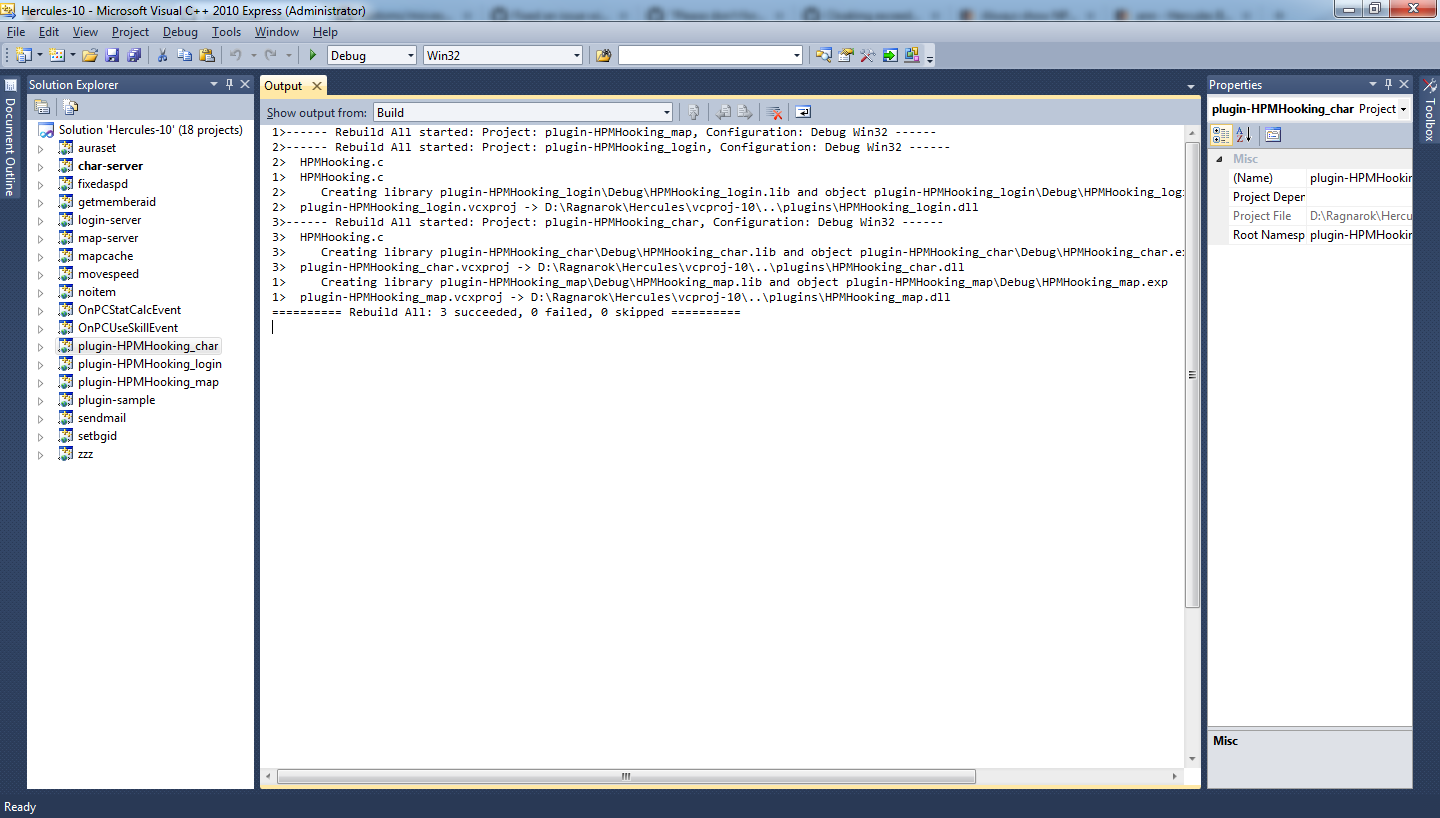 Hercules-10 - Microsoft Visual C++ 2010 Express (Administrator)
File Edit View Project Debug Tools Window Help
Debug Win32
Document Outline
Solution Explorer
Solution 'Hercules-10' (18 projects)
auraset
char-server
fixedaspd
getmemberaid
login-server
map-server
mapcache
movespeed
noitem
OnPCStatCalcEvent
OnPCUseSkillEvent
plugin-HPMHooking_char
plugin-HPMHooking_login
plugin-HPMHooking_map
plugin-sample
sendmail
setbgid
zzz
Output
Show output from: Build
1>------ Rebuild All started: Project: plugin-HPMHooking_map, Configuration: Debug Win32 ------
2>------ Rebuild All started: Project: plugin-HPMHooking_login, Configuration: Debug Win32 ------
2>  HPMHooking.c
1>  HPMHooking.c
2>     Creating library plugin-HPMHooking_login\Debug\HPMHooking_login.lib and object plugin-HPMHooking_login\Debug\HPMHooking_logi
2>  plugin-HPMHooking_login.vcxproj -> D:\Ragnarok\Hercules\vcproj-10\..\plugins\HPMHooking_login.dll
3>------ Rebuild All started: Project: plugin-HPMHooking_char, Configuration: Debug Win32 ------
3>  HPMHooking.c
3>     Creating library plugin-HPMHooking_char\Debug\HPMHooking_char.lib and object plugin-HPMHooking_char\Debug\HPMHooking_char.ex
3>  plugin-HPMHooking_char.vcxproj -> D:\Ragnarok\Hercules\vcproj-10\..\plugins\HPMHooking_char.dll
1>     Creating library plugin-HPMHooking_map\Debug\HPMHooking_map.lib and object plugin-HPMHooking_map\Debug\HPMHooking_map.exp
1>  plugin-HPMHooking_map.vcxproj -> D:\Ragnarok\Hercules\vcproj-10\..\plugins\HPMHooking_map.dll
========== Rebuild All: 3 succeeded, 0 failed, 0 skipped ==========
Properties
plugin-HPMHooking_char Project
Misc
(Name) plugin-HPMHookin
Project Depen
Project File D:\Ragnarok\Hercu
Root Namesp plugin-HPMHookin
Misc
Toolbox
Ready